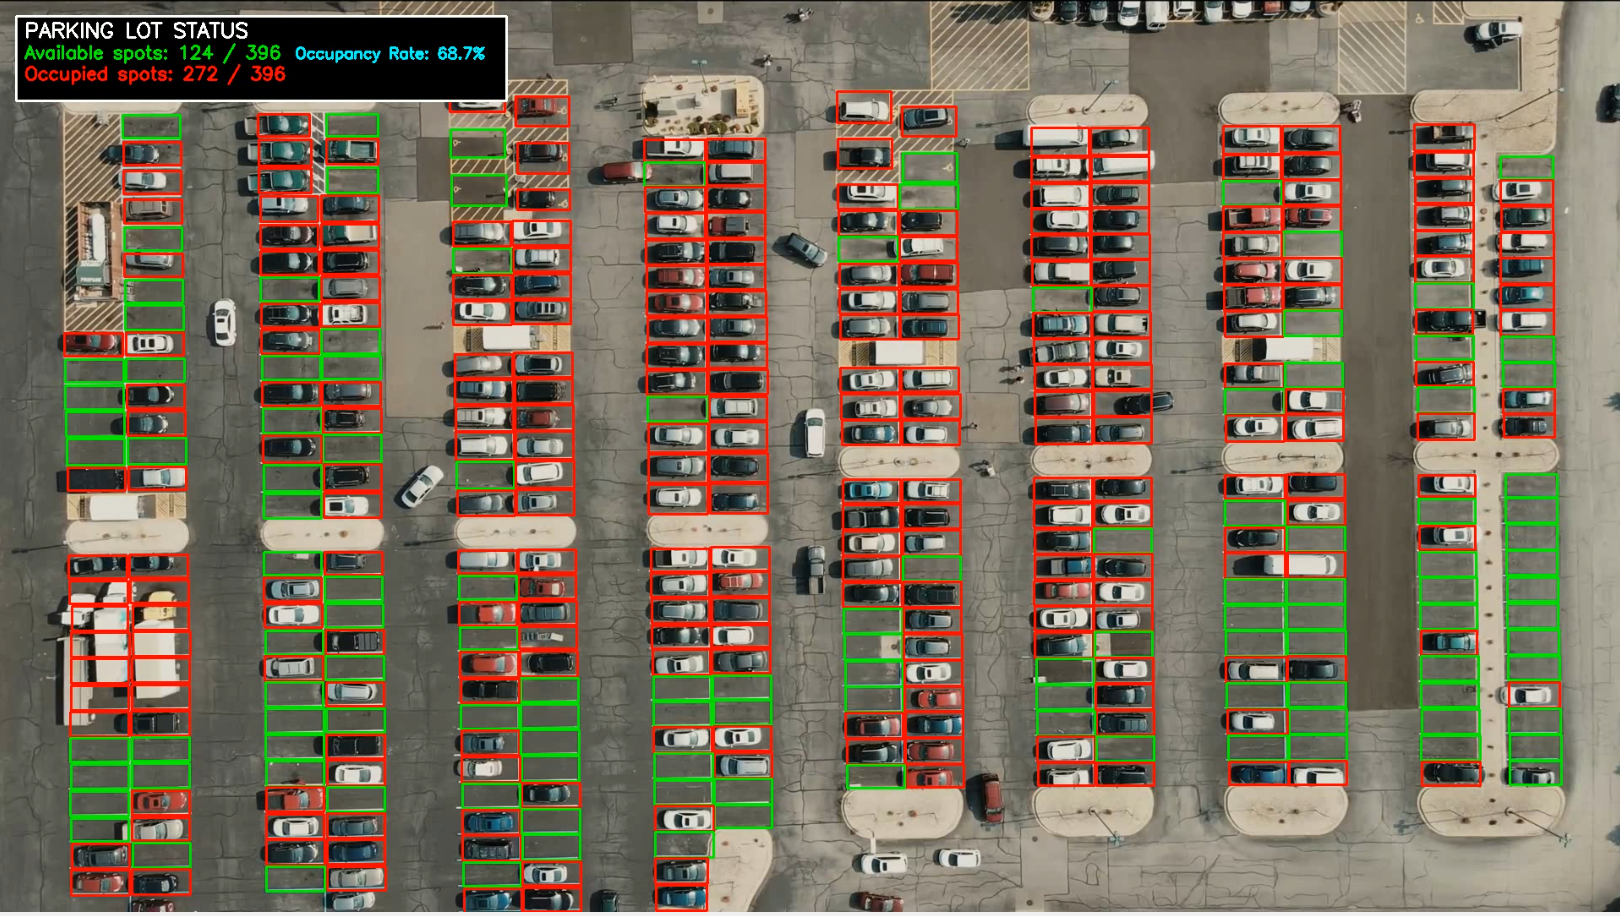 PARKING LOT STATUS
Available spots: 124 / 396 Occupancy Rate: 68.7%
Occupied spots: 272 / 396